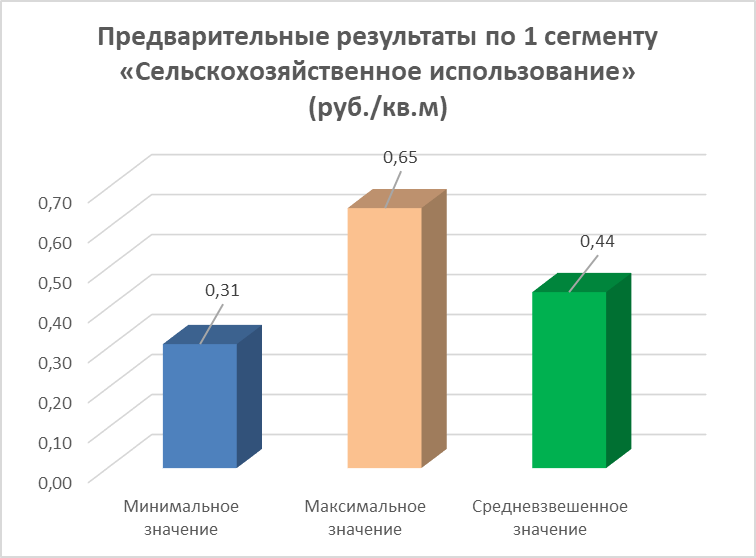 Предварительные результаты по 1 сегменту
«Сельскохозяйственное использование»
(руб./кв.м)
0,65
0,70
0,60
0,44
0,50
0,31
0,40
0,30
0,20
0,10
0,00
Минимальное
значение
Максимальное
значение
Средневзвешенное
значение